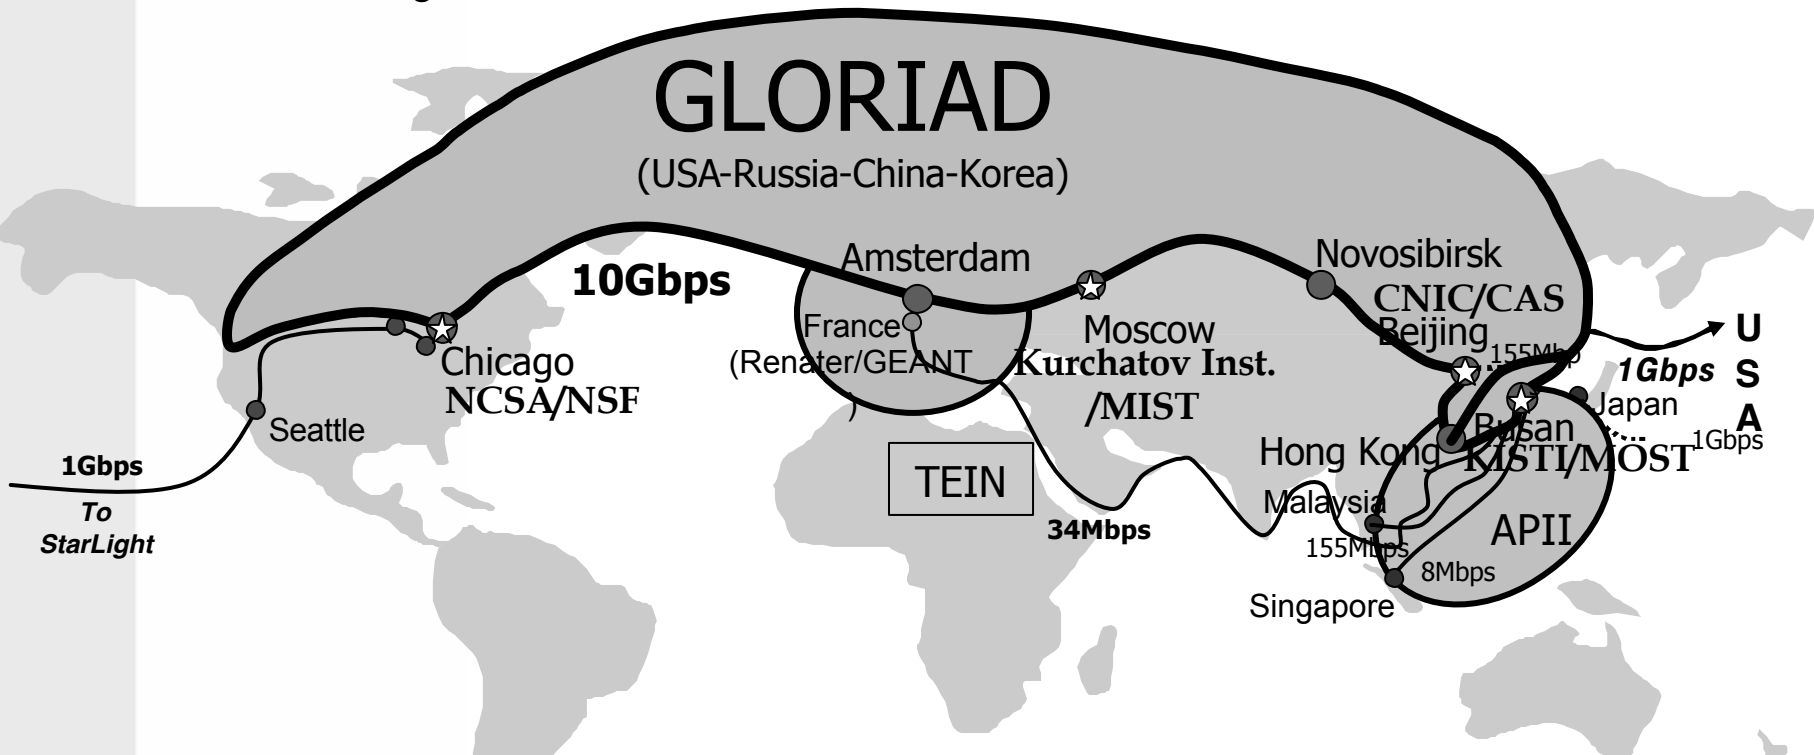 GLORIAD
(USA-Russia-China-Korea)
Amsterdam
Novosibirsk
10Gbps
CNIC/CAS
France
Moscow
Beijing
155Mbp
U
S
A
1Gbps
Chicago
(Renater/GEANT
)
Kurchatov Inst.
/MIST
NCSA/NSF
Japan
Seattle
Busan
1Gbps
Hong Kong
KISTI/MOST
1Gbps
To
StarLight
TEIN
Malaysia
34Mbps
APII
155Mbps
8Mbps
Singapore